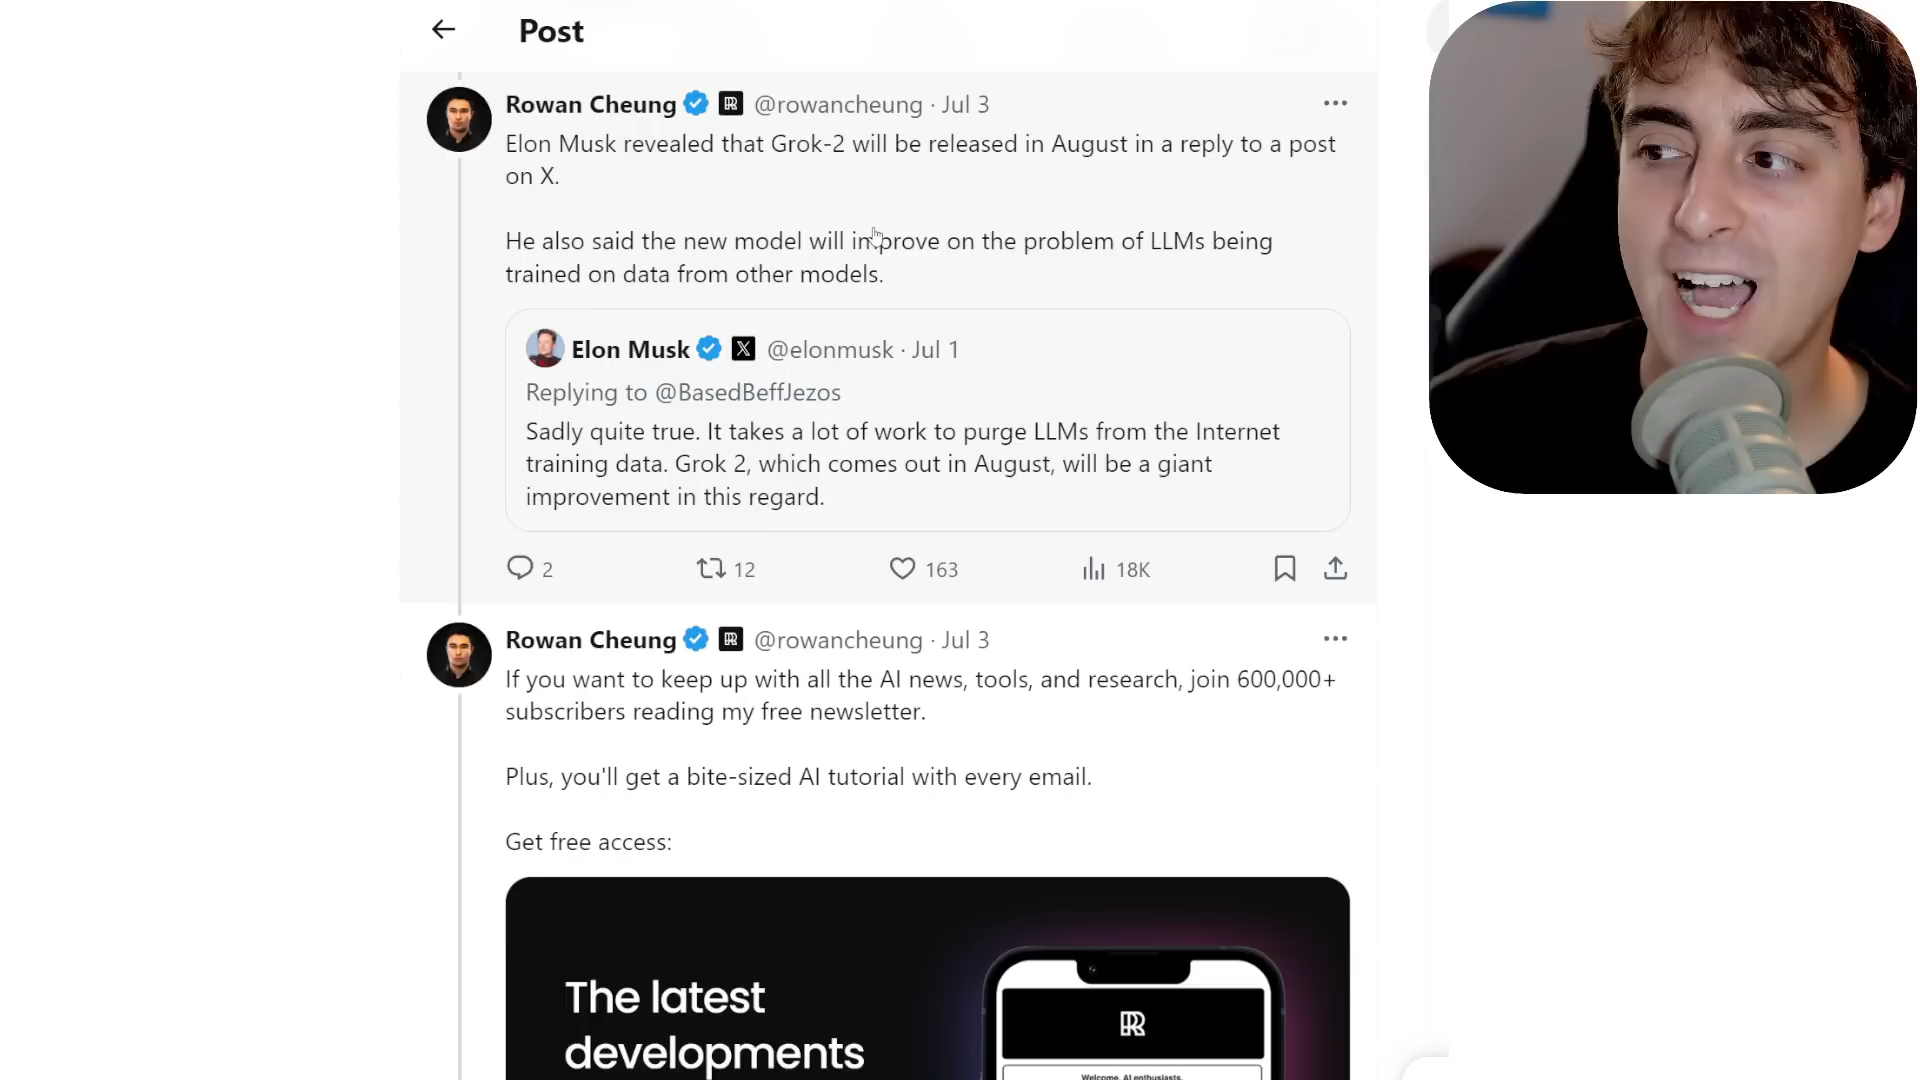 Post
Rowan Cheung @rowancheung · Jul 3
Elon Musk revealed that Grok-2 will be released in August in a reply to a post
on X.
He also said the new model will improve on the problem of LLMs being
trained on data from other models.
Elon Musk @elonmusk · Jul 1
Replying to @BasedBeffJezos
Sadly quite true. It takes a lot of work to purge LLMs from the Internet
training data. Grok 2, which comes out in August, will be a giant
improvement in this regard.
2 12 163 18K
Rowan Cheung @rowancheung · Jul 3
If you want to keep up with all the AI news, tools, and research, join 600,000+
subscribers reading my free newsletter.
Plus, you'll get a bite-sized AI tutorial with every email.
Get free access:
The latest
developments
Welcome, AI enthusiasts.